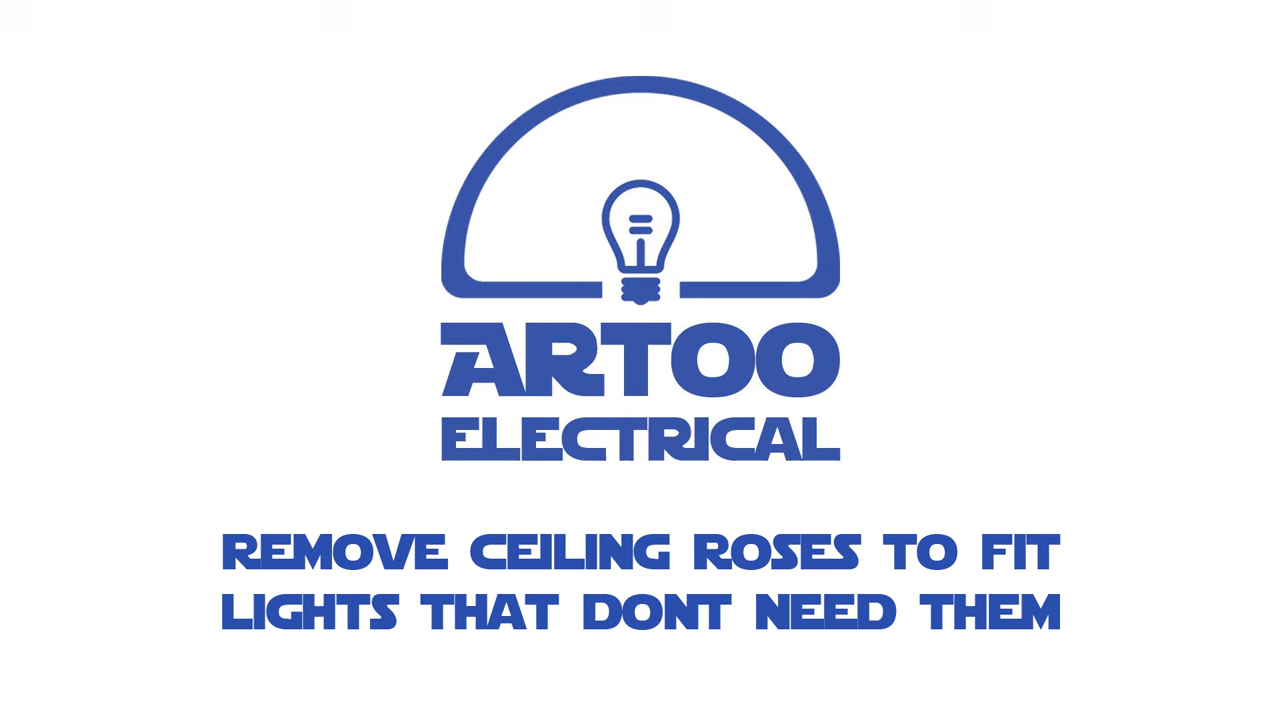 ARTOO
ELECTRICAL
REMOVE CEILING ROSES TO FIT
LIGHTS THAT DONT NEED THEM